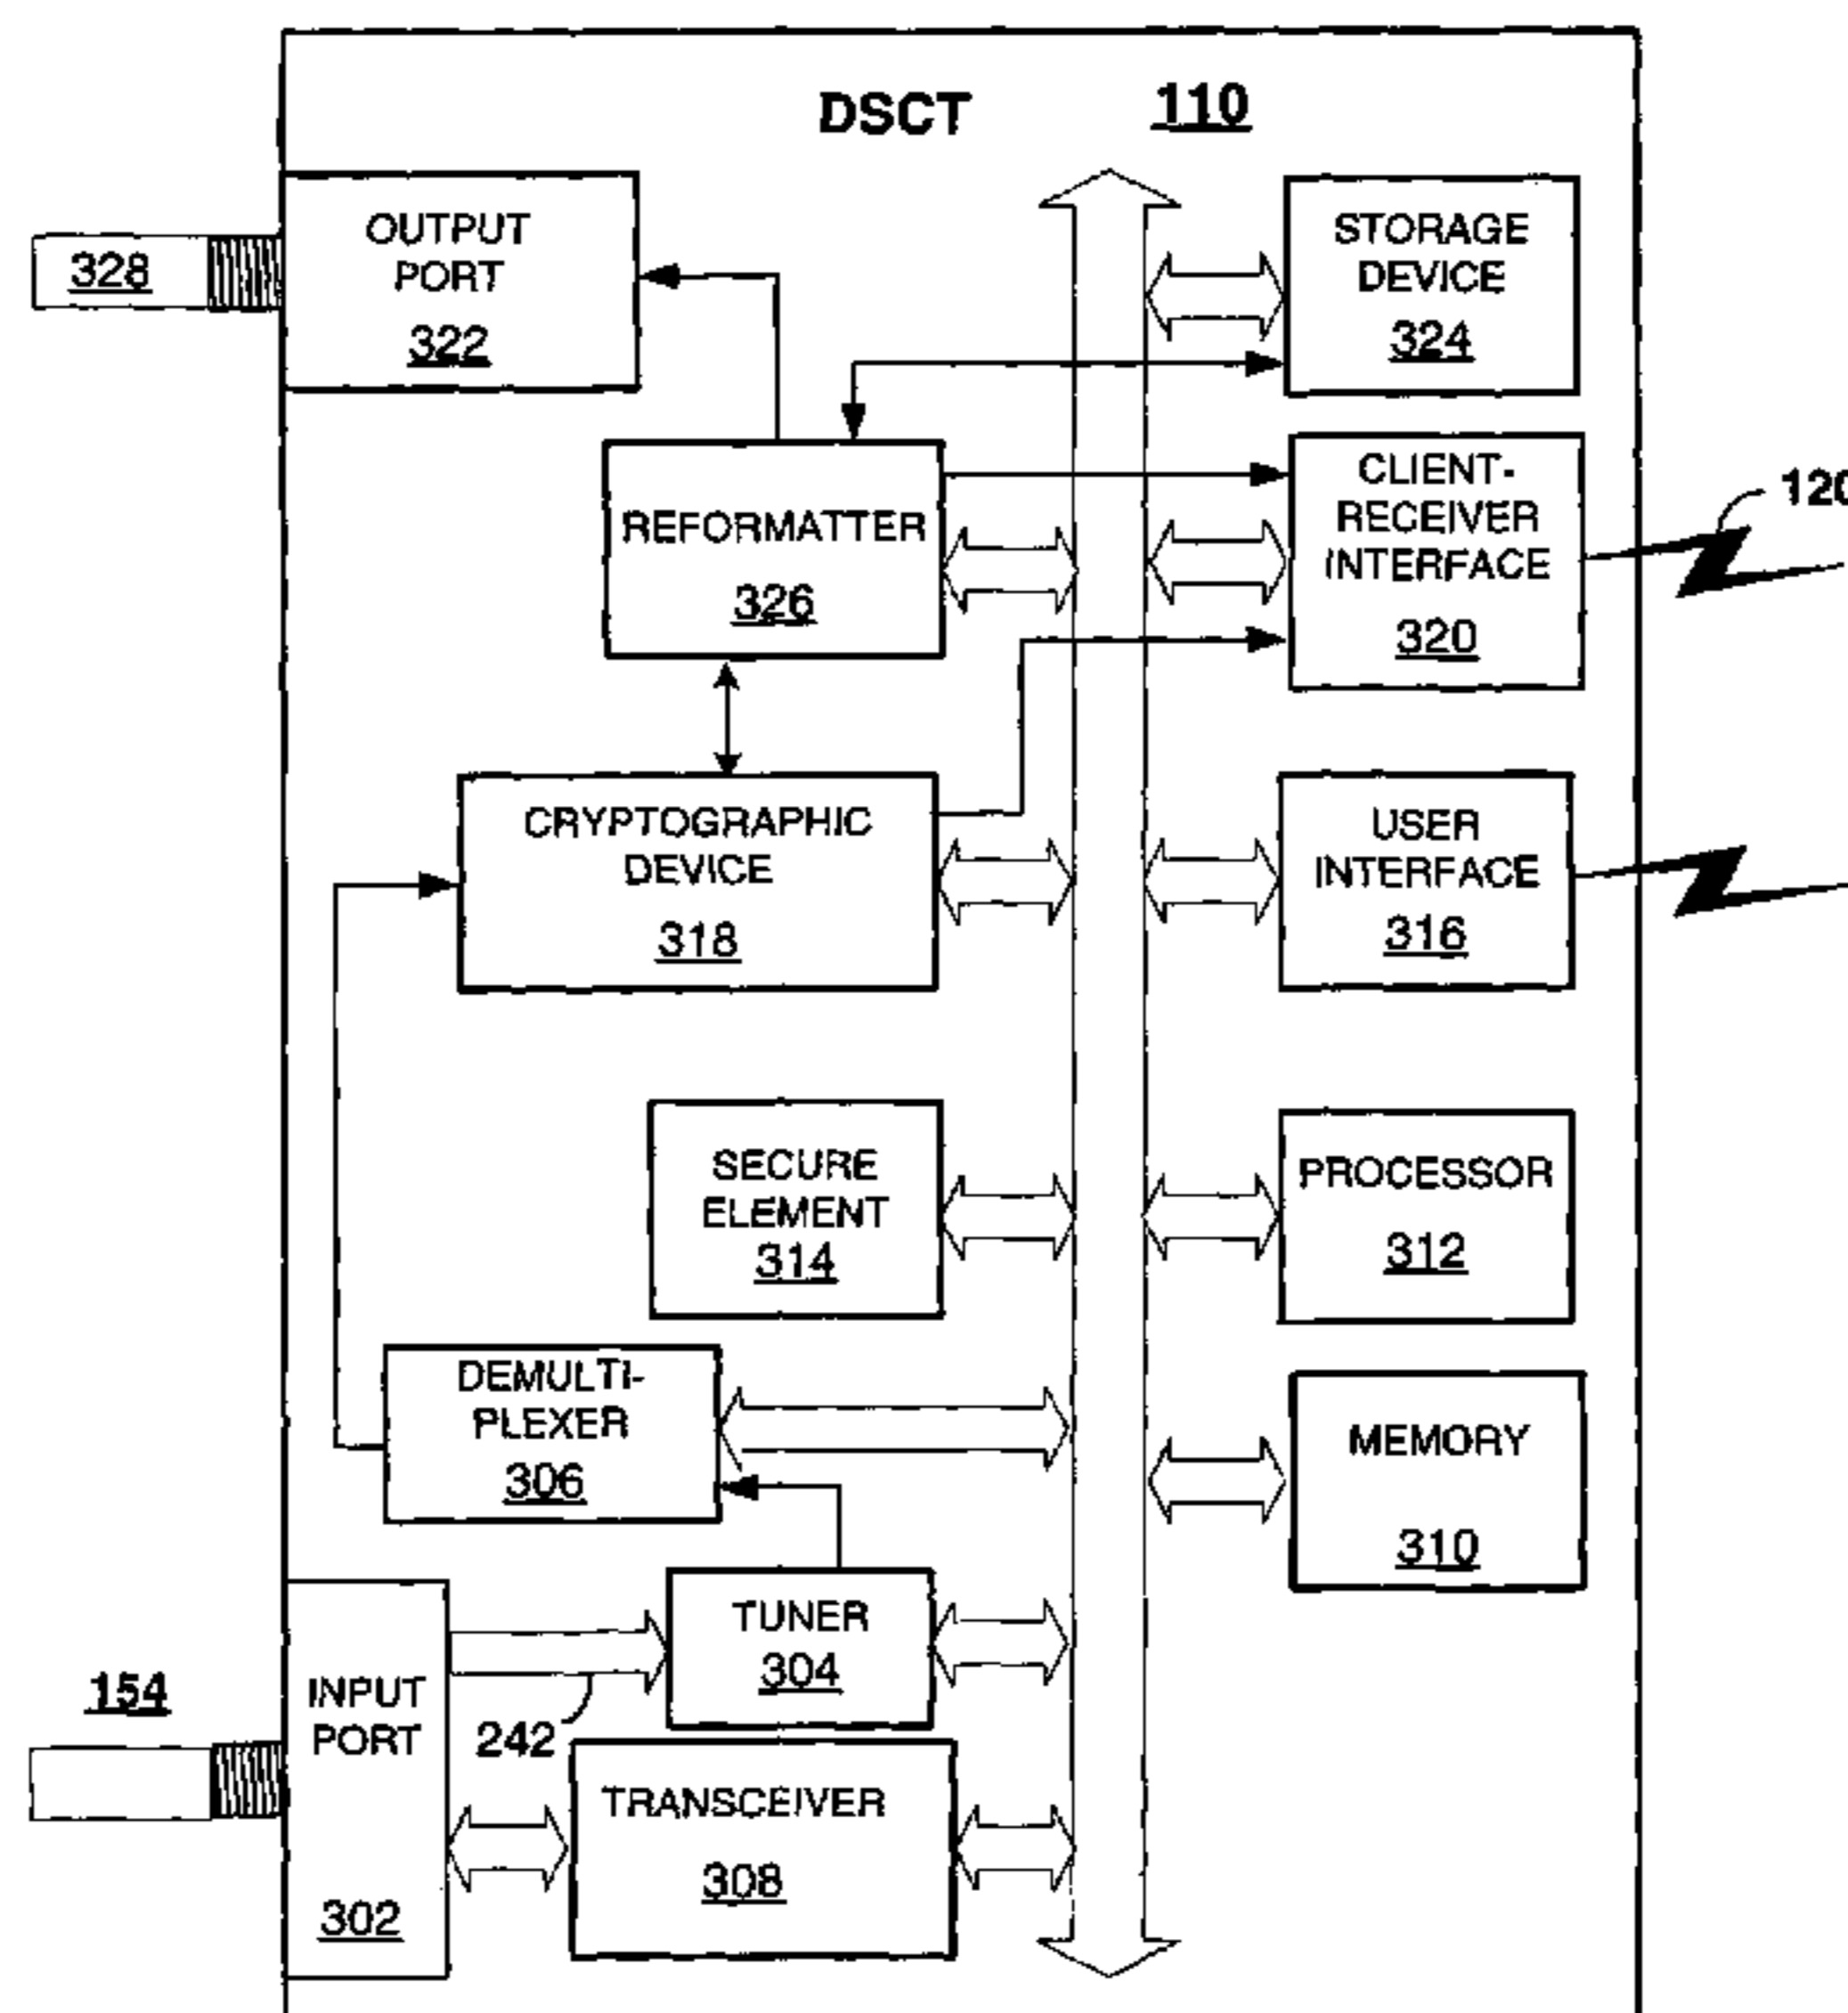 DSCT 110
OUTPUT
PORT
322
328
STORAGE
DEVICE
324
REFORMATTER
326
CLIENT-
RECEIVER
INTERFACE
320
120
CRYPTOGRAPHIC
DEVICE
318
USER
INTERFACE
316
SECURE
ELEMENT
314
PROCESSOR
312
DEMULTI-
PLEXER
306
MEMORY
310
TUNER
304
154
INPUT
PORT
302
242
TRANSCEIVER
308